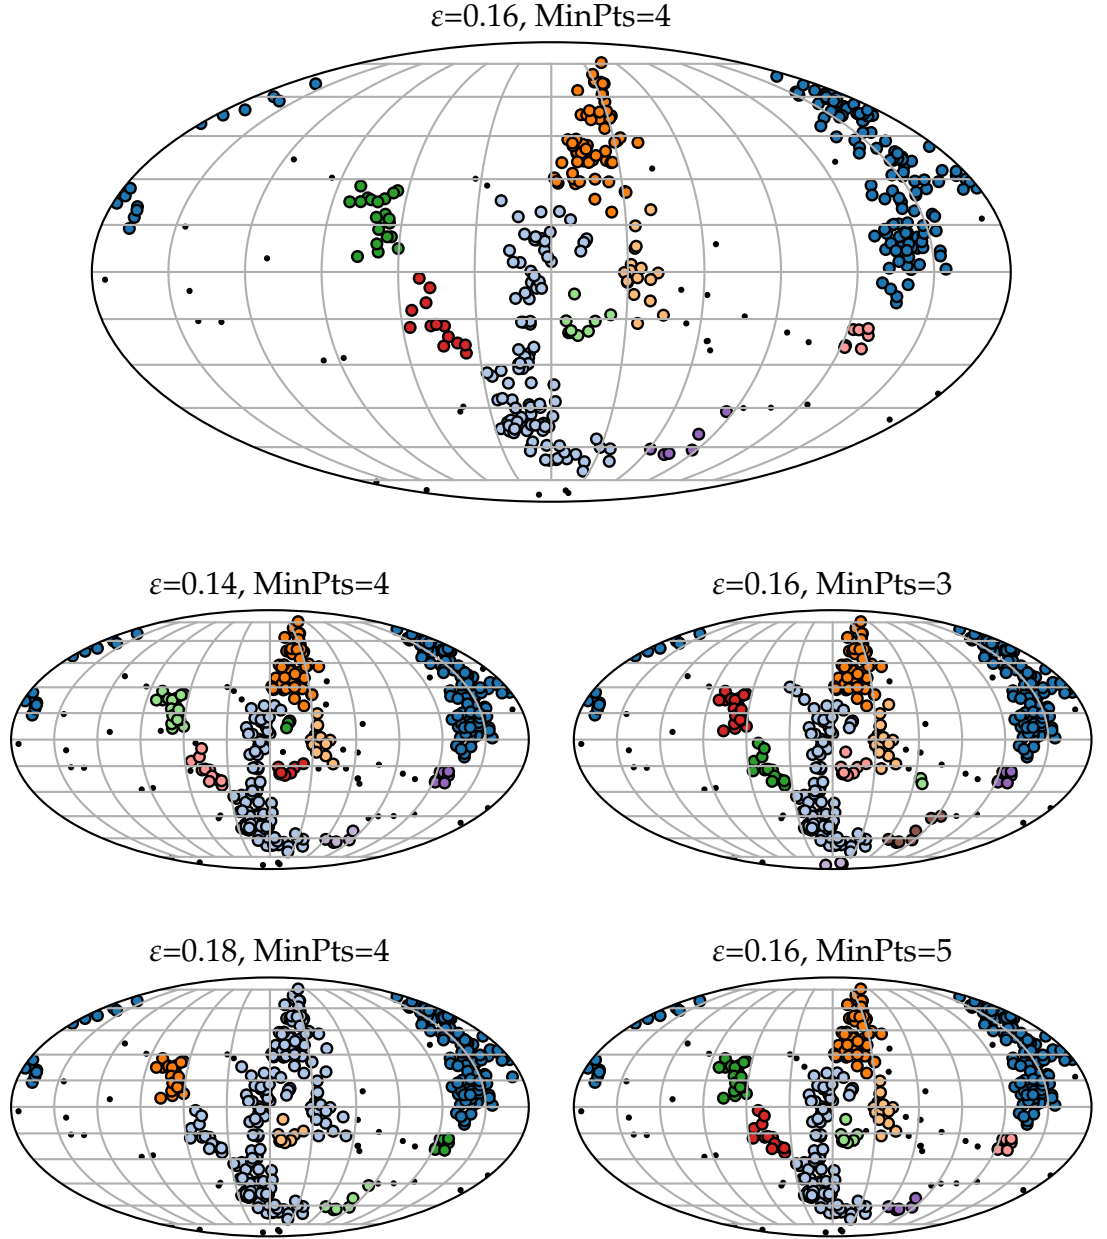 ε=0.16, MinPts=4
ε=0.14, MinPts=4
ε=0.16, MinPts=3
ε=0.18, MinPts=4
ε=0.16, MinPts=5